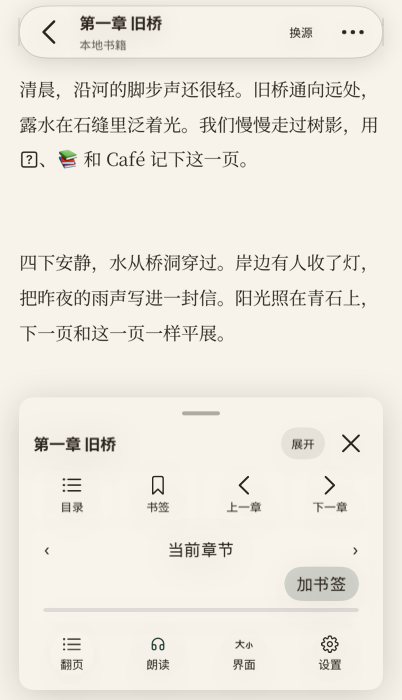 第一章 旧桥
本地书籍
换源
清晨，沿河的脚步声还很轻。旧桥通向远处，
露水在石缝里泛着光。我们慢慢走过树影，用
?、📚 和 Café 记下这一页。
四下安静，水从桥洞穿过。岸边有人收了灯，
把昨夜的雨声写进一封信。阳光照在青石上，
下一页和这一页一样平展。
第一章 旧桥
展开
目录 书签 上一章 下一章
‹ 当前章节 ›
加书签
大小
翻页 朗读 界面 设置